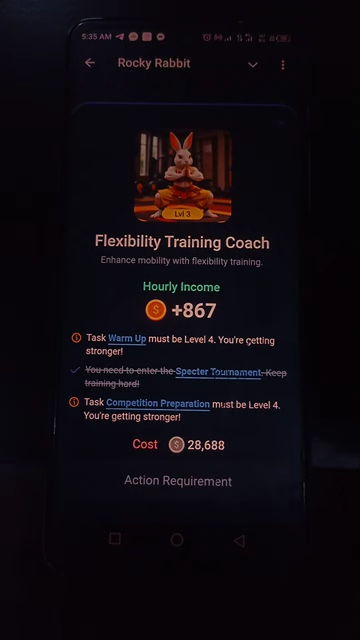 5:35 AM
Rocky Rabbit
Lvl 3
Flexibility Training Coach
Enhance mobility with flexibility training.
Hourly Income
+867
Task Warm Up must be Level 4. You're getting
stronger!
You need to enter the Specter Tournament. Keep
training hard!
Task Competition Preparation must be Level 4.
You're getting stronger!
Cost 28,688
Action Requirement